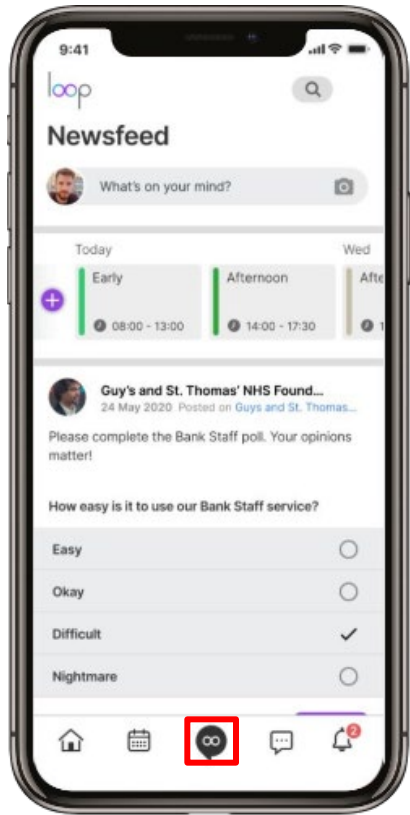 9:41
loop
Newsfeed
What's on your mind?
Today
Wed
Early
Afternoon
Afte
08:00 - 13:00
14:00 - 17:30
1
Guy's and St. Thomas' NHS Found...
24 May 2020 Posted on Guys and St. Thomas...
Please complete the Bank Staff poll. Your opinions
matter!
How easy is it to use our Bank Staff service?
Easy
Okay
Difficult
Nightmare
2